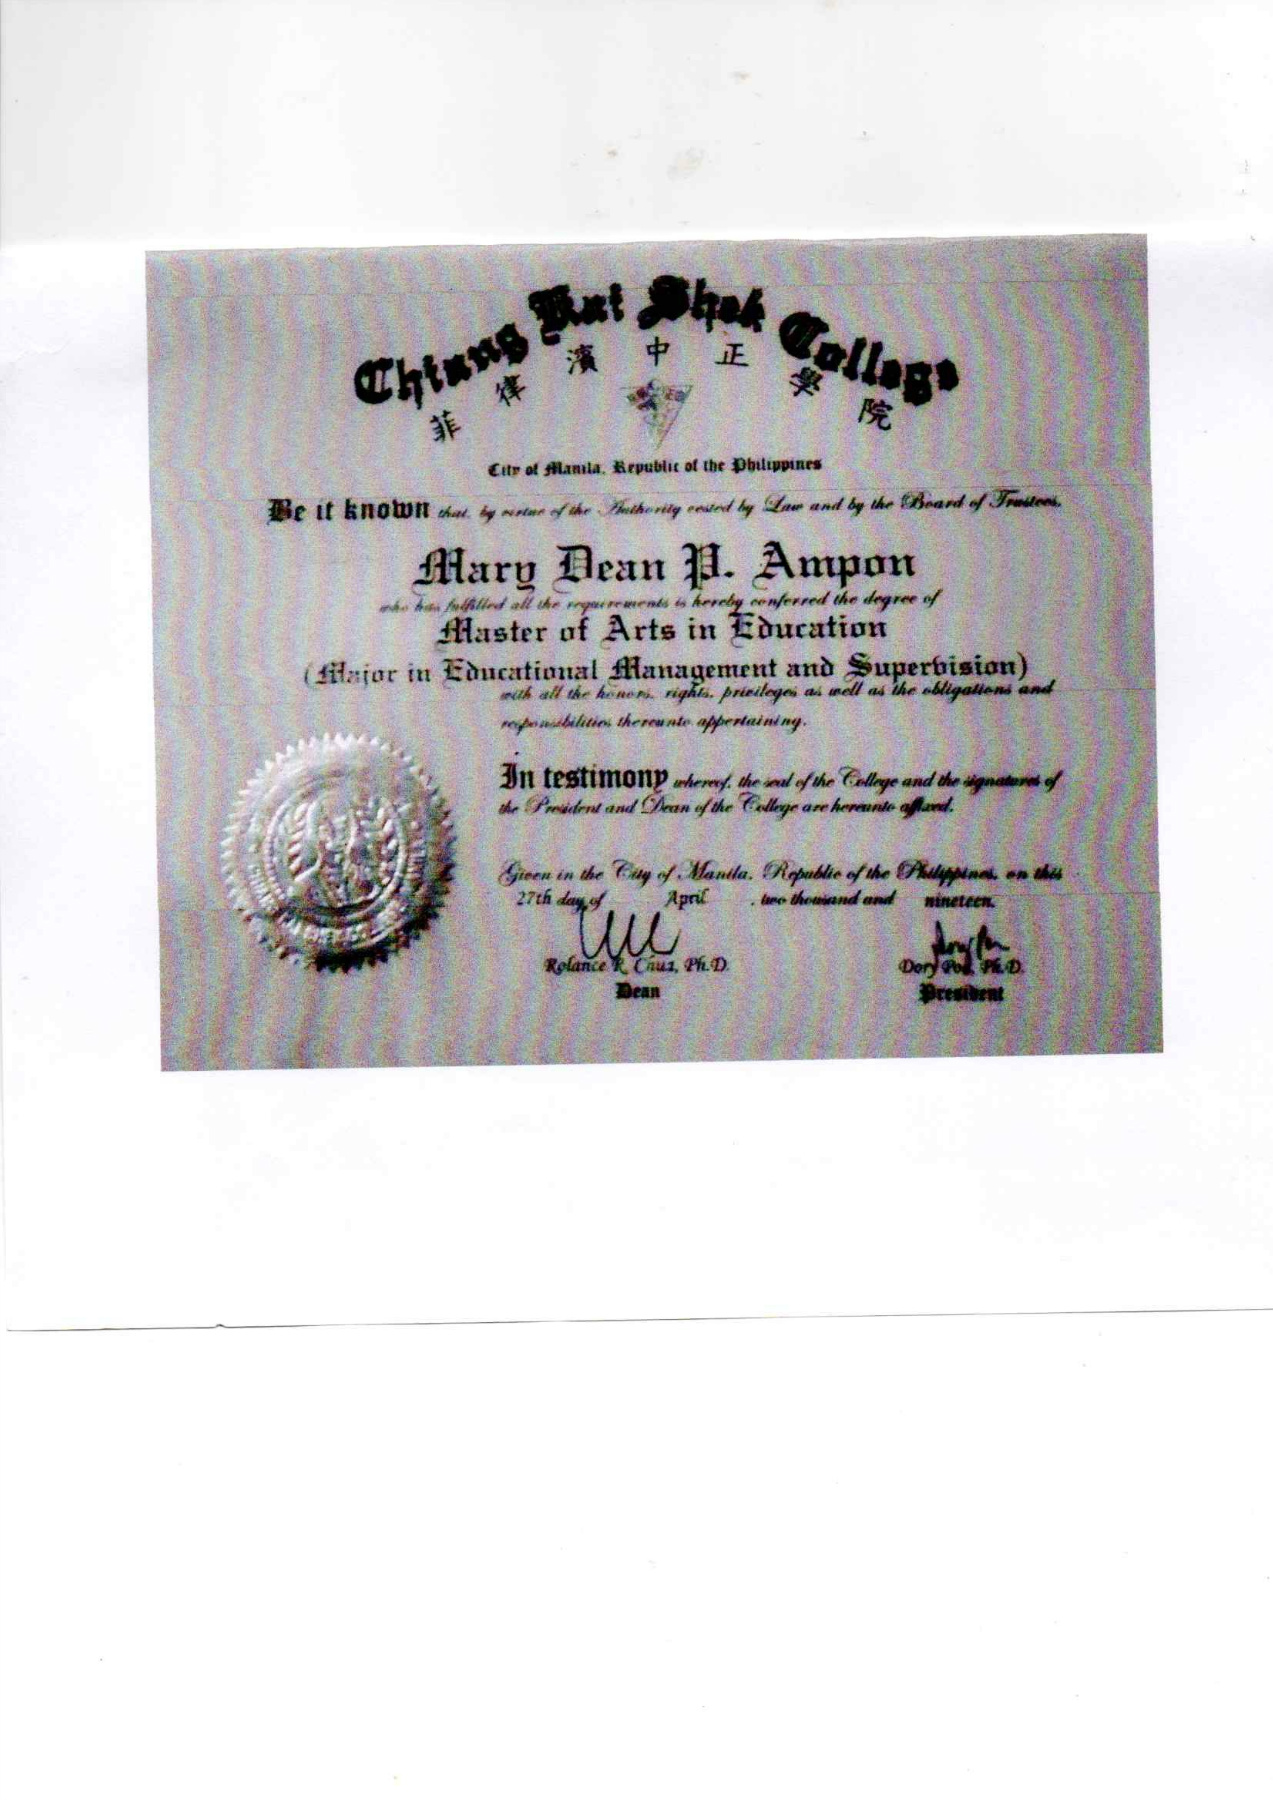 Chiang Kai Shek College
菲律濱中正學院
City of Manila, Republic of the Philippines
Be it known that, by virtue of the Authority vested by Law and by the Board of Trustees,
Mary Dean P. Ampon
who has fulfilled all the requirements is hereby conferred the degree of
Master of Arts in Education
(Major in Educational Management and Supervision)
with all the honors, rights, privileges as well as the obligations and
responsibilities thereunto appertaining.
In testimony whereof, the seal of the College and the signatures of
the President and Dean of the College are hereunto affixed.
Given in the City of Manila, Republic of the Philippines, on this
27th day of April , two thousand and nineteen.
Rolance R. Chua, Ph.D. Dory Poa, Ph.D.
Dean President